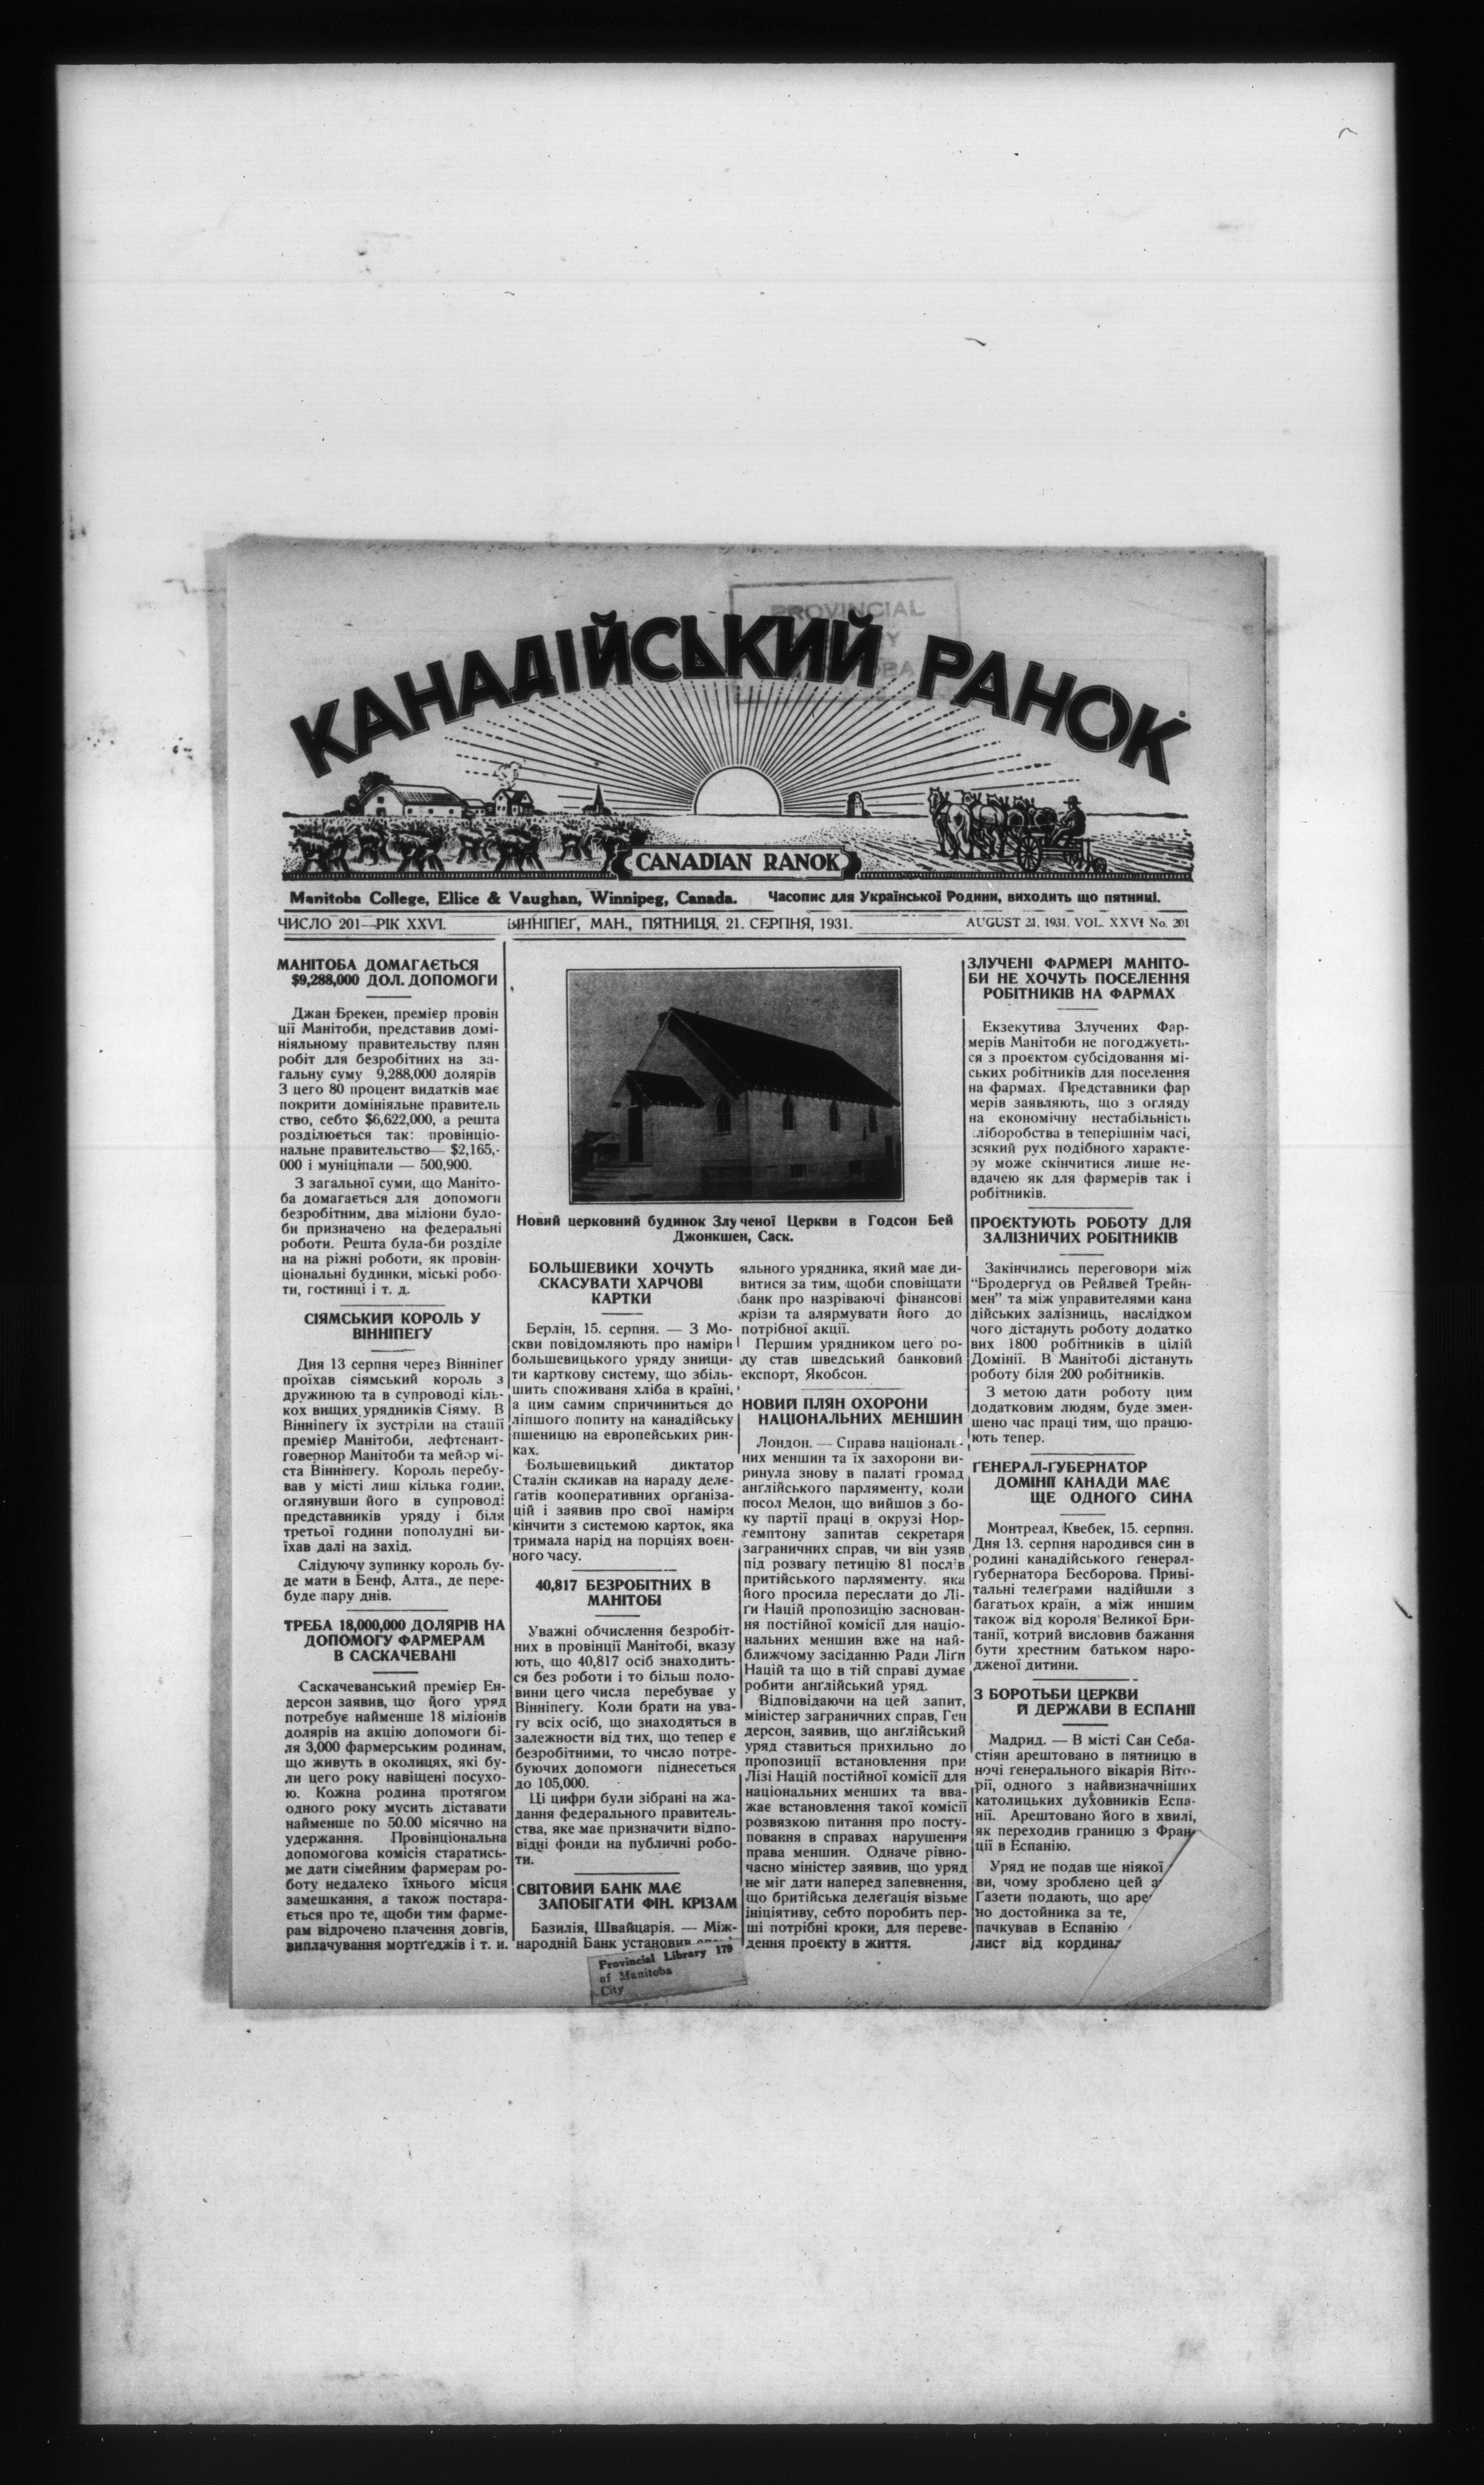 PROVINCIAL
КАНАДІЙСЬКИЙ РАНОК
CANADIAN RANOK
Manitoba College, Ellice & Vaughan, Winnipeg, Canada. Часопис для Української Родини, виходить що пятниці.
ЧИСЛО 201—РІК XXVI. ВІННІПЕҐ, МАН., ПЯТНИЦЯ, 21. СЕРПНЯ, 1931. AUGUST 21, 1931. VOL. XXVI No. 201
МАНІТОБА ДОМАГАЄТЬСЯ
$9,288,000 ДОЛ. ДОПОМОГИ
Джан Брекен, премієр провін
ції Манітоби, представив домі-
ніяльному правительству плян
робіт для безробітних на за-
гальну суму 9,288,000 долярів
З цего 80 процент видатків має
покрити домініяльне правитель
ство, себто $6,622,000, а решта
розділюється так: провінціо-
нальне правительство— $2,165,-
000 і муніціпали — 500,900.
З загальної суми, що Маніто-
ба домагається для допомоги
безробітним, два міліони було-
би призначено на федеральні
роботи. Решта була-би розділе
на на ріжні роботи, як провін-
ціональні будинки, міські робо-
ти, гостинці і т. д.
СІЯМСЬКИЙ КОРОЛЬ У
ВІННІПЕҐУ
Дня 13 серпня через Вінніпеґ
проїхав сіямський король з
дружиною та в супроводі кіль-
кох вищих урядників Сіяму. В
Вінніпеґу їх зустріли на стації
премієр Манітоби, лефтенант-
говернор Манітоби та мейор мі-
ста Вінніпеґу. Король перебу-
вав у місті лиш кілька годин,
оглянувши його в супроводі
представників уряду і біля
третьої години пополудні ви-
їхав далі на захід.
Слідуючу зупинку король бу-
де мати в Бенф, Алта., де пере-
буде пару днів.
ТРЕБА 18,000,000 ДОЛЯРІВ НА
ДОПОМОГУ ФАРМЕРАМ
В САСКАЧЕВАНІ
Саскачеванський премієр Ен-
дерсон заявив, що його уряд
потребує найменше 18 міліонів
долярів на акцію допомоги бі-
ля 3,000 фармерським родинам,
що живуть в околицях, які бу-
ли цего року навіщені посухо-
ю. Кожна родина протягом
одного року мусить діставати
найменше по 50.00 місячно на
удержання. Провінціональна
допомогова комісія старатись-
ме дати сімейним фармерам ро-
боту недалеко їхнього місця
замешкання, а також постара-
ється про те, щоби тим фарме-
рам відрочено плачення довгів,
виплачування мортґеджів і т. и.
Новий церковний будинок Злученої Церкви в Годсон Бей
Джонкшен, Саск.
БОЛЬШЕВИКИ ХОЧУТЬ
СКАСУВАТИ ХАРЧОВІ
КАРТКИ
Берлін, 15. серпня. — З Мо-
скви повідомляють про наміри
большевицького уряду знищи-
ти карткову систему, що збіль-
шить споживаня хліба в країні,
а цим самим спричиниться до
ліпшого попиту на канадійську
пшеницю на европейських рин-
ках.
Большевицький диктатор
Сталін скликав на нараду деле-
ґатів кооперативних орґаніза-
цій і заявив про свої наміри
кінчити з системою карток, яка
тримала нарід на порціях воєн-
ного часу.
40,817 БЕЗРОБІТНИХ В
МАНІТОБІ
Уважні обчислення безробіт-
них в провінції Манітобі, вказу
ють, що 40,817 осіб знаходить-
ся без роботи і то більш поло-
вини цего числа перебуває у
Вінніпеґу. Коли брати на ува-
гу всіх осіб, що знаходяться в
залежности від тих, що тепер є
безробітними, то число потре-
буючих допомоги піднесеться
до 105,000.
Ці цифри були зібрані на жа-
дання федерального правитель-
ства, яке має призначити відпо-
відні фонди на публичні робо-
ти.
СВІТОВИЙ БАНК МАЄ
ЗАПОБІГАТИ ФІН. КРІЗАМ
Базилія, Швайцарія. — Між-
народній Банк установив
яльного урядника, який має ди-
витися за тим, щоби сповіщати
банк про назріваючі фінансові
крізи та алярмувати його до
потрібної акції.
Першим урядником цего ро-
ду став шведський банковий
експорт, Якобсон.
НОВИЙ ПЛЯН ОХОРОНИ
НАЦІОНАЛЬНИХ МЕНШИН
Лондон. — Справа національ-
них меншин та їх захорони ви-
ринула знову в палаті громад
анґлійського парляменту, коли
посол Мелон, що вийшов з бо-
ку партії праці в окрузі Нор-
гемптону запитав секретаря
заграничних справ, чи він узяв
під розвагу петицію 81 послів
притійського парляменту, яка
його просила переслати до Лі-
ґи Націй пропозицію заснован-
ня постійної комісії для націо-
нальних меншин вже на най-
ближчому засіданню Ради Ліґи
Націй та що в тій справі думає
робити анґлійський уряд.
Відповідаючи на цей запит,
міністер заграничних справ, Ген
дерсон, заявив, що анґлійський
уряд ставиться прихильно до
пропозиції встановлення при
Лізі Націй постійної комісії для
національних менших та вва-
жає встановлення такої комісії
розвязкою питання про посту-
повання в справах нарушення
права меншин. Одначе рівно-
часно міністер заявив, що уряд
не міг дати наперед запевнення,
що бритійська делеґація візьме
ініціятиву, себто поробить пер-
ші потрібні кроки, для переве-
дення проєкту в життя.
ЗЛУЧЕНІ ФАРМЕРІ МАНІТО-
БИ НЕ ХОЧУТЬ ПОСЕЛЕННЯ
РОБІТНИКІВ НА ФАРМАХ
Екзекутива Злучених Фар-
мерів Манітоби не погоджуєть-
ся з проєктом субсідовання мі-
ських робітників для поселення
на фармах. Представники фар
мерів заявляють, що з огляду
на економічну нестабільність
хліборобства в теперішнім часі,
всякий рух подібного характе-
ру може скінчитися лише не-
вдачею як для фармерів так і
робітників.
ПРОЄКТУЮТЬ РОБОТУ ДЛЯ
ЗАЛІЗНИЧИХ РОБІТНИКІВ
Закінчились переговори між
"Бродергуд ов Рейлвей Трейн-
мен" та між управителями кана
дійських залізниць, наслідком
чого дістануть роботу додатко
вих 1800 робітників в цілій
Домінії. В Манітобі дістануть
роботу біля 200 робітників.
З метою дати роботу цим
додатковим людям, буде змен-
шено час праці тим, що працю-
ють тепер.
ҐЕНЕРАЛ-ҐУБЕРНАТОР
ДОМІНІЇ КАНАДИ МАЄ
ЩЕ ОДНОГО СИНА
Монтреал, Квебек, 15. серпня.
Дня 13. серпня народився син в
родині канадійського ґенерал-
ґубернатора Бесборова. Приві-
тальні телєґрами надійшли з
багатьох країн, а між иншим
також від короля Великої Бри-
танії, котрий висловив бажання
бути хрестним батьком наро-
дженої дитини.
З БОРОТЬБИ ЦЕРКВИ
Й ДЕРЖАВИ В ЕСПАНІЇ
Мадрид. — В місті Сан Себа-
стіян арештовано в пятницю в
ночі ґенерального вікарія Віто-
рії, одного з найвизначніших
католицьких духовників Еспа-
нії. Арештовано його в хвилі,
як переходив границю з Фран
ції в Еспанію.
Уряд не подав ще ніякої
ви, чому зроблено цей а
Ґазети подають, що аре
но достойника за те,
пачкував в Еспанію
лист від кординал
Provincial Library 179
of Manitoba
City